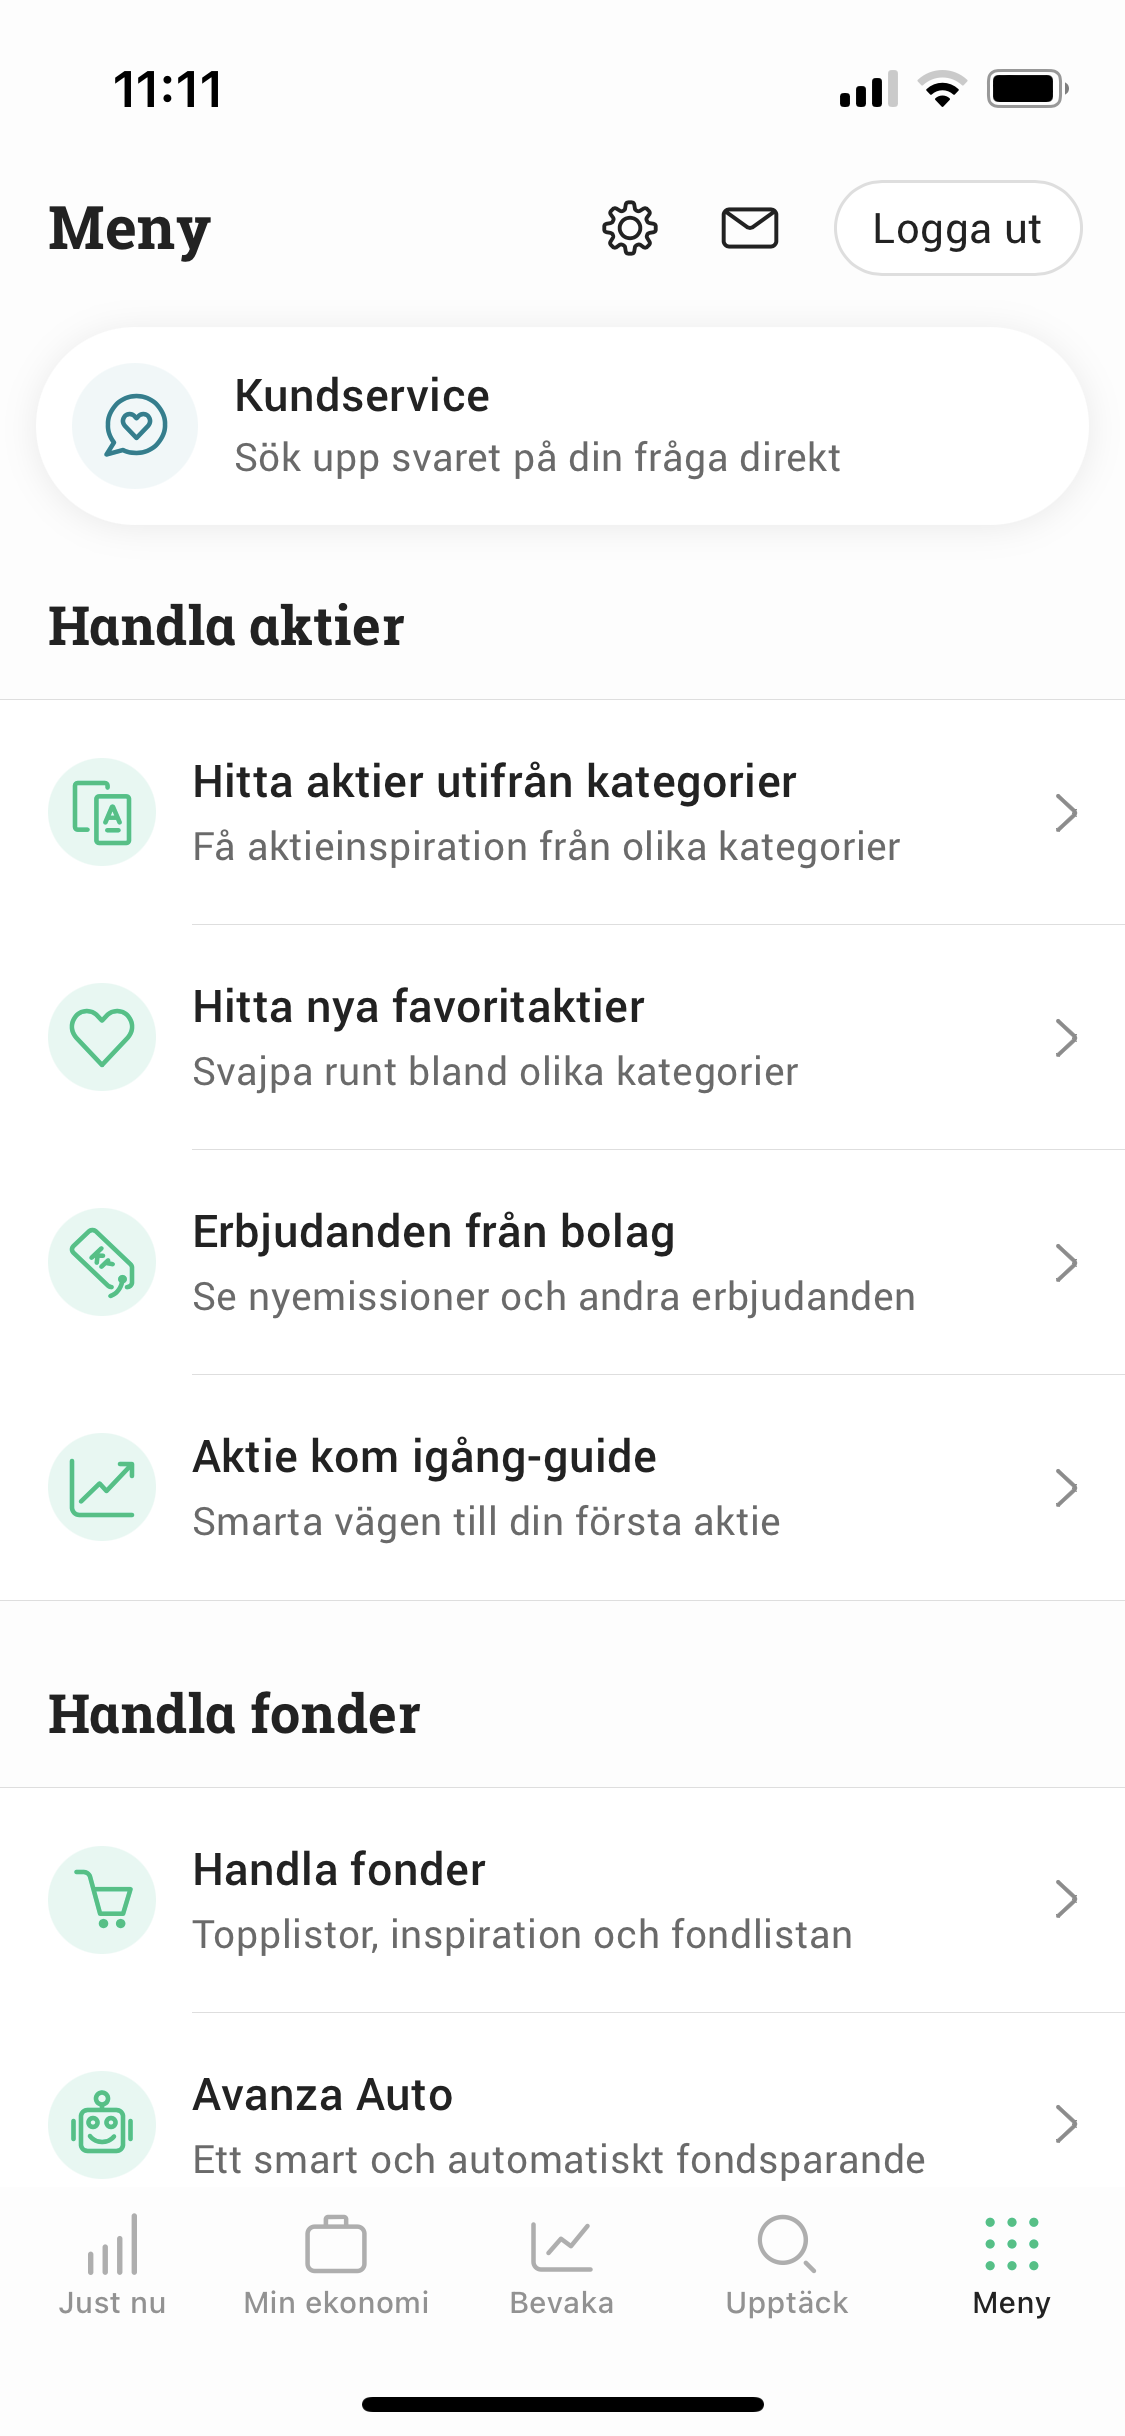 11:11
Meny
Logga ut
Kundservice
Sök upp svaret på din fråga direkt
Handla aktier
A
Hitta aktier utifrån kategorier
Få aktieinspiration från olika kategorier
Hitta nya favoritaktier
Svajpa runt bland olika kategorier
Kr
Erbjudanden från bolag
Se nyemissioner och andra erbjudanden
Aktie kom igång-guide
Smarta vägen till din första aktie
Handla fonder
Handla fonder
Topplistor, inspiration och fondlistan
Avanza Auto
Ett smart och automatiskt fondsparande
Just nu
Min ekonomi
Bevaka
Upptäck
Meny